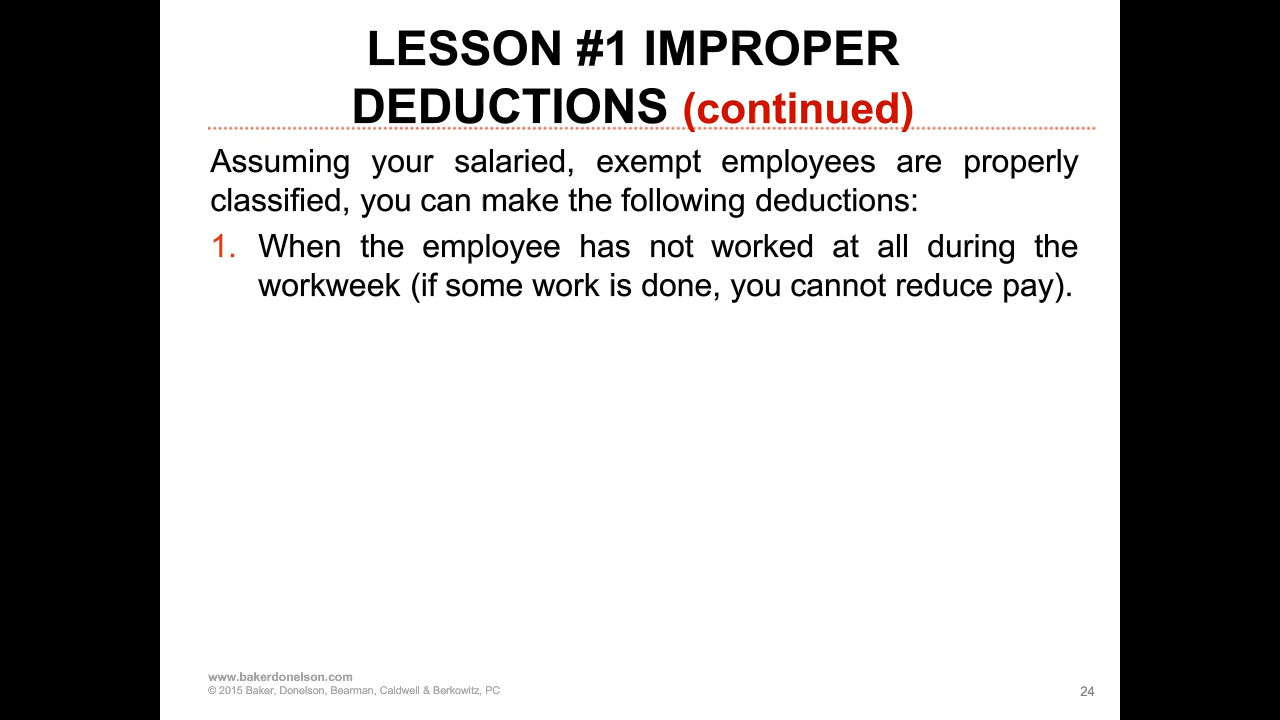 LESSON #1 IMPROPER
DEDUCTIONS (continued)
Assuming your salaried, exempt employees are properly
classified, you can make the following deductions:
1. When the employee has not worked at all during the
workweek (if some work is done, you cannot reduce pay).
www.bakerdonelson.com
© 2015 Baker, Donelson, Bearman, Caldwell & Berkowitz, PC
24